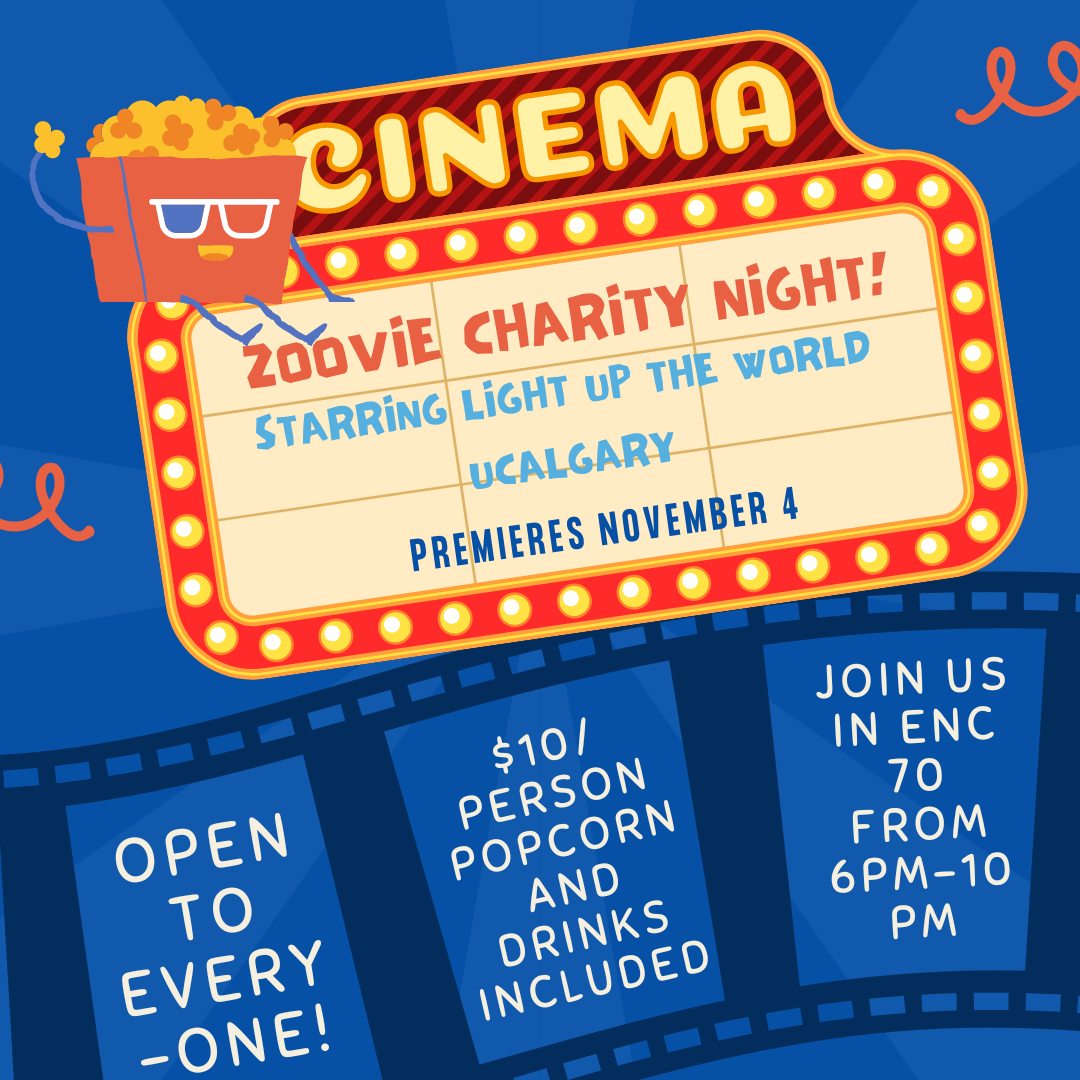 CINEMA
ZOOVIE CHARITY NIGHT!
STARRING LIGHT UP THE WORLD
UCALGARY
PREMIERES NOVEMBER 4
OPEN
TO
EVERY
-ONE!
$10/
PERSON
POPCORN
AND
DRINKS
INCLUDED
JOIN US
IN ENC
70
FROM
6PM-10
PM